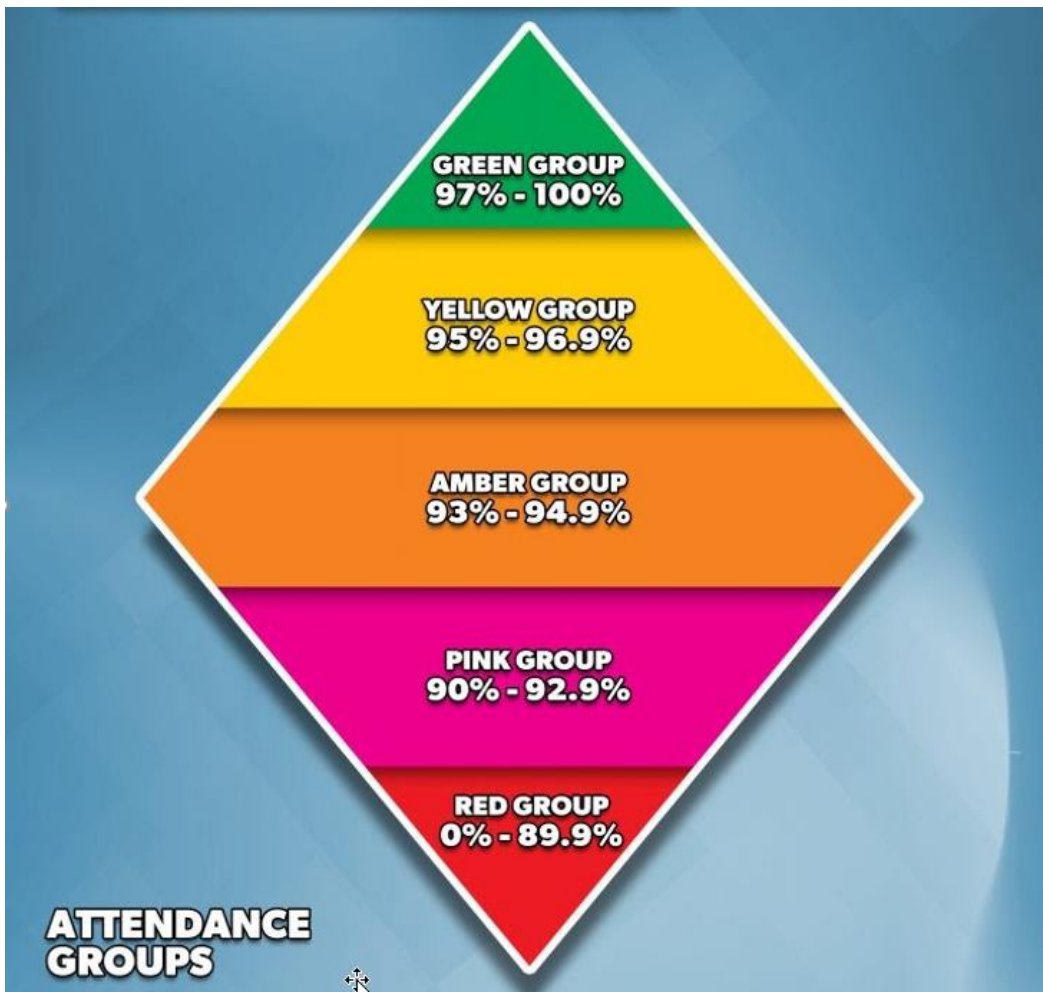 GREEN GROUP
97% - 100%
YELLOW GROUP
95% - 96.9%
AMBER GROUP
93% - 94.9%
PINK GROUP
90% - 92.9%
RED GROUP
0% - 89.9%
ATTENDANCE
GROUPS